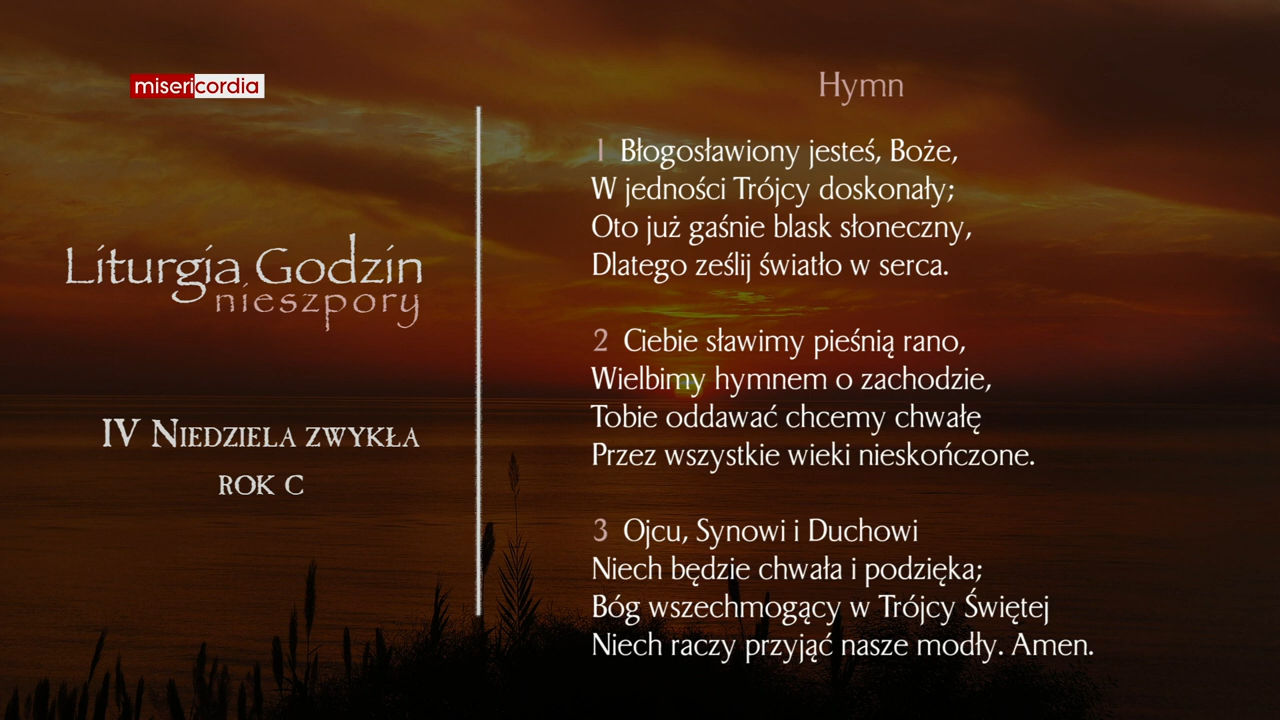 misericordia
Liturgia Godzin
nieszpory
IV Niedziela zwykła
rok C
Hymn
1 Błogosławiony jesteś, Boże,
W jedności Trójcy doskonały;
Oto już gaśnie blask słoneczny,
Dlatego ześlij światło w serca.
2 Ciebie sławimy pieśnią rano,
Wielbimy hymnem o zachodzie,
Tobie oddawać chcemy chwałę
Przez wszystkie wieki nieskończone.
3 Ojcu, Synowi i Duchowi
Niech będzie chwała i podzięka;
Bóg wszechmogący w Trójcy Świętej
Niech raczy przyjąć nasze modły. Amen.